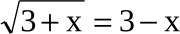 √(3+x) = 3 − x